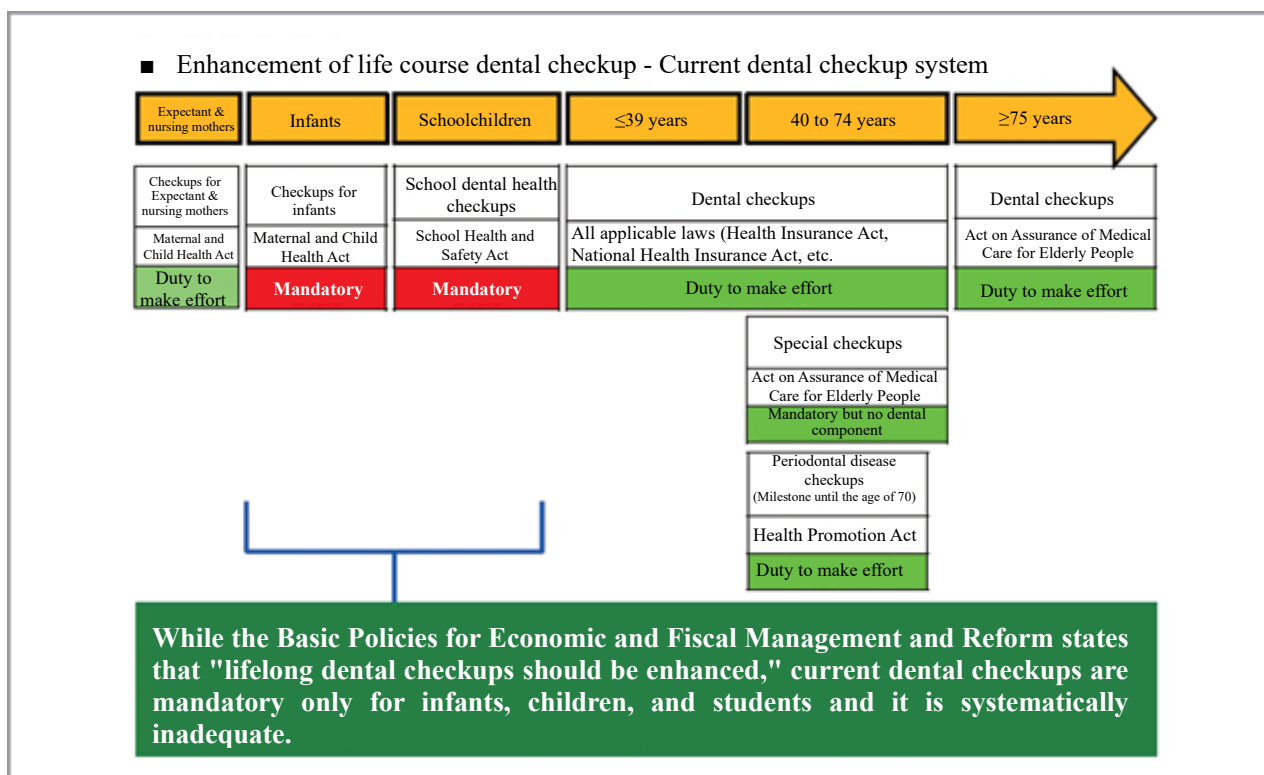 ■ Enhancement of life course dental checkup - Current dental checkup system
Expectant &
nursing mothers
Infants
Schoolchildren
≤39 years
40 to 74 years
≥75 years
Checkups for
Expectant &
nursing mothers
Maternal and
Child Health Act
Duty to
make effort
Checkups for
infants
Maternal and Child
Health Act
Mandatory
School dental health
checkups
School Health and
Safety Act
Mandatory
Dental checkups
All applicable laws (Health Insurance Act,
National Health Insurance Act, etc.
Duty to make effort
Dental checkups
Act on Assurance of Medical
Care for Elderly People
Duty to make effort
Special checkups
Act on Assurance of Medical
Care for Elderly People
Mandatory but no dental
component
Periodontal disease
checkups
(Milestone until the age of 70)
Health Promotion Act
Duty to make effort
While the Basic Policies for Economic and Fiscal Management and Reform states
that "lifelong dental checkups should be enhanced," current dental checkups are
mandatory only for infants, children, and students and it is systematically
inadequate.